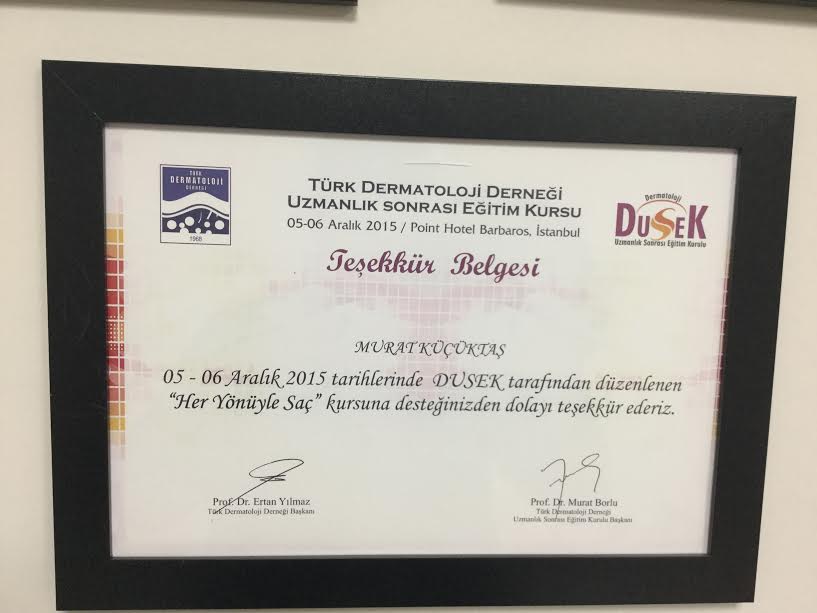 TÜRK
DERMATOLOJİ
DERNEĞİ
1968
TÜRK DERMATOLOJİ DERNEĞİ
UZMANLIK SONRASI EĞİTİM KURSU
05-06 Aralık 2015 / Point Hotel Barbaros, İstanbul
Dermatoloji
DUSEK
Uzmanlık Sonrası Eğitim Kurulu
Teşekkür Belgesi
MURAT KÜÇÜKTAŞ
05 - 06 Aralık 2015 tarihlerinde DUSEK tarafından düzenlenen
“Her Yönüyle Saç” kursuna desteğinizden dolayı teşekkür ederiz.
Prof. Dr. Ertan Yılmaz
Türk Dermatoloji Derneği Başkanı
Prof. Dr. Murat Borlu
Türk Dermatoloji Derneği
Uzmanlık Sonrası Eğitim Kurulu Başkanı